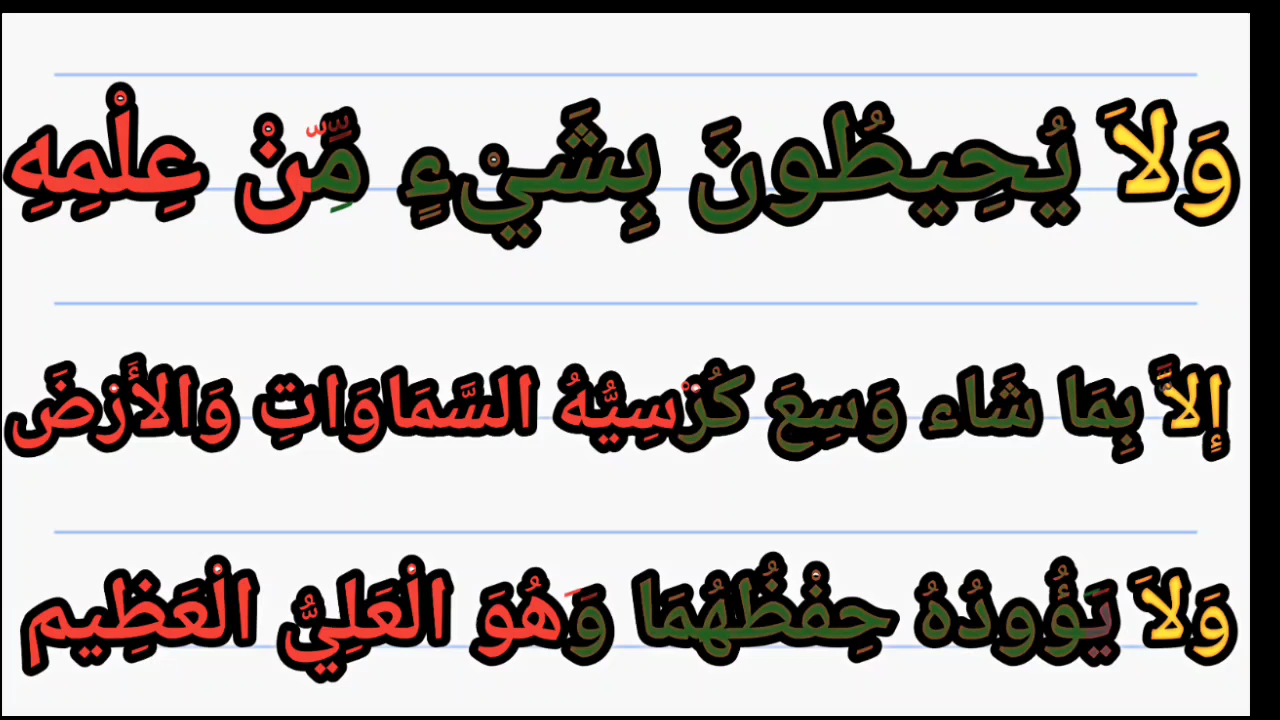 وَلاَ يُحِيطُونَ بِشَيْءٍ مِّنْ عِلْمِهِ
إِلاَّ بِمَا شَاء وَسِعَ كُرْسِيُّهُ السَّمَاوَاتِ وَالأَرْضَ
وَلاَ يَؤُودُهُ حِفْظُهُمَا وَهُوَ الْعَلِيُّ الْعَظِيم